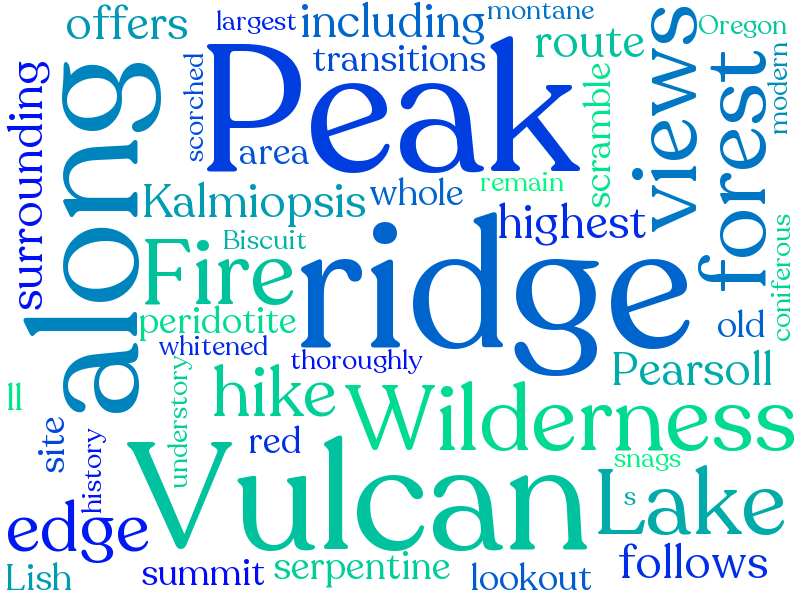 offers
largest
including
montane
Oregon
transitions
route
scorched
Peak
area
views
forest
modern
surrounding
along
Kalmiopsis
whole
remain
scramble
highest
Biscuit
Fire
ridge
peridotite
whitened
thoroughly
old
coniferous
ll
understory
hike
Pearsoll
Wilderness
site
history
red
Vulcan
snags
s
Lake
edge
Lish
summit
serpentine
lookout
follows